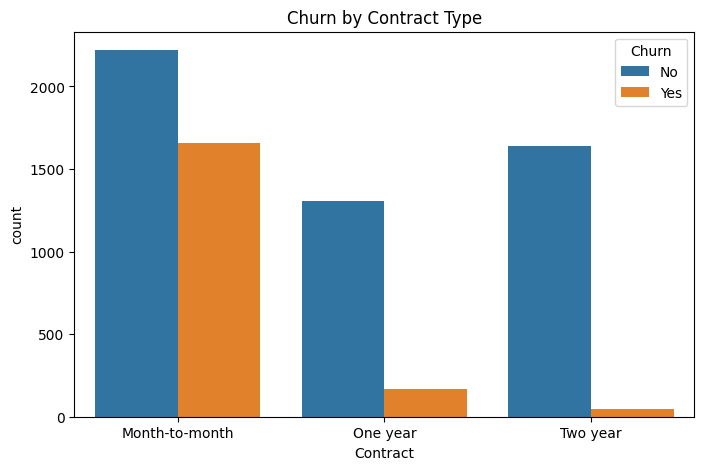 Churn by Contract Type
Churn
No
Yes
2000
1500
1000
500
0
count
Month-to-month
One year
Two year
Contract